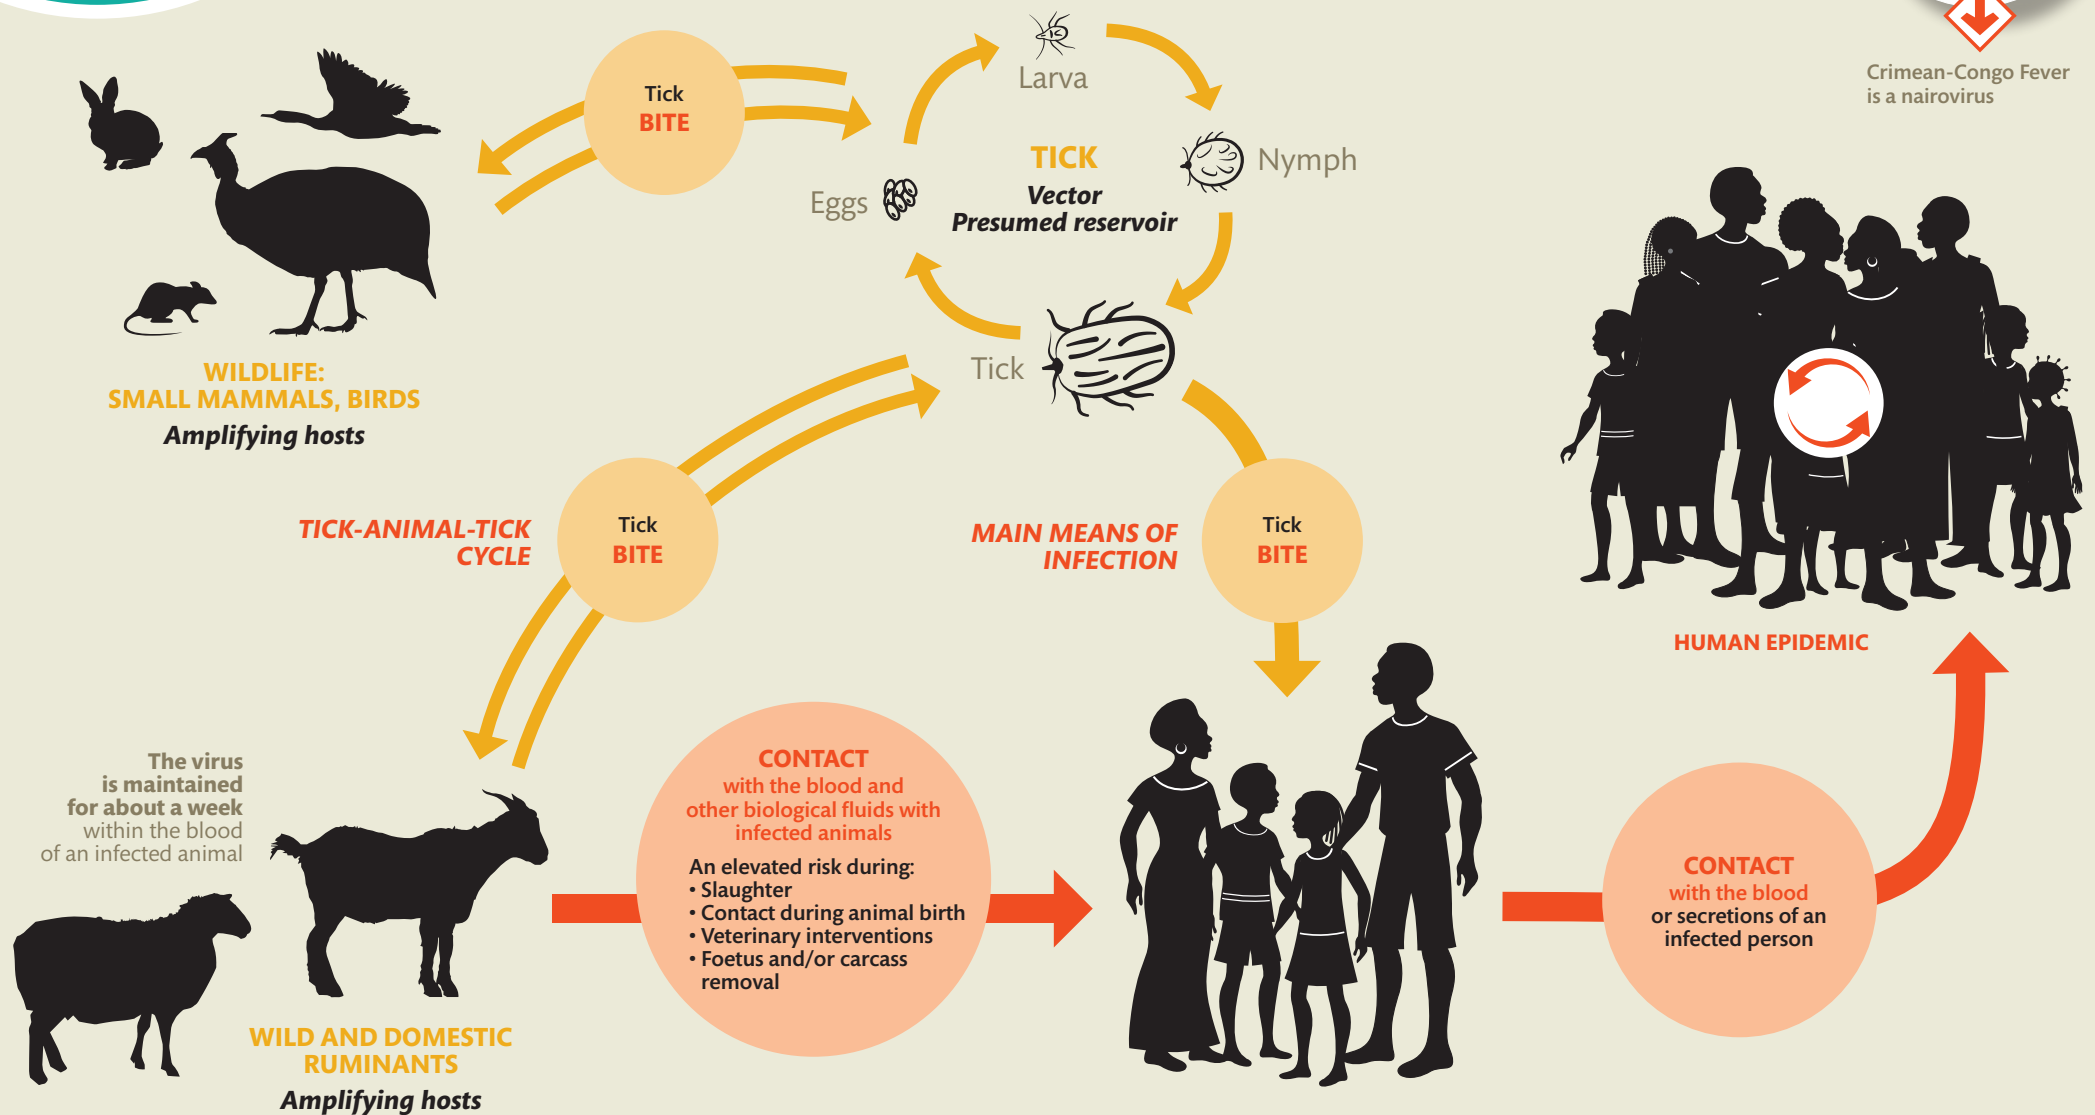 Crimean-Congo Fever
is a nairovirus
Tick
BITE
Larva
Nymph
Eggs
TICK
Vector
Presumed reservoir
Tick
WILDLIFE:
SMALL MAMMALS, BIRDS
Amplifying hosts
TICK-ANIMAL-TICK
CYCLE
Tick
BITE
MAIN MEANS OF
INFECTION
Tick
BITE
HUMAN EPIDEMIC
The virus
is maintained
for about a week
within the blood
of an infected animal
WILD AND DOMESTIC
RUMINANTS
Amplifying hosts
CONTACT
with the blood and
other biological fluids with
infected animals
An elevated risk during:
• Slaughter
• Contact during animal birth
• Veterinary interventions
• Foetus and/or carcass
removal
CONTACT
with the blood
or secretions of an
infected person